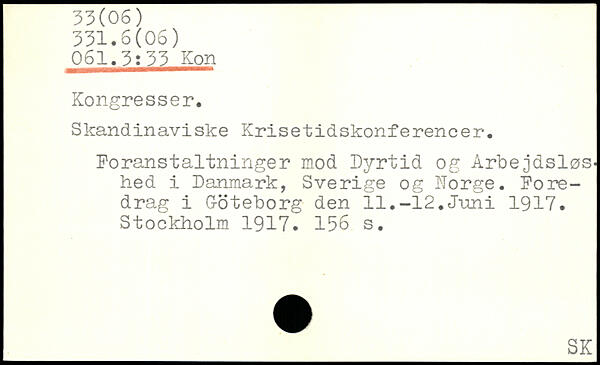 33(06)
331.6(06)
061.3:33 Kon
Kongresser.
Skandinaviske Krisetidskonferencer.
Foranstaltninger mod Dyrtid og Arbejdsløs-
hed i Danmark, Sverige og Norge. Fore-
drag i Göteborg den 11.-12.Juni 1917.
Stockholm 1917. 156 s.
SK